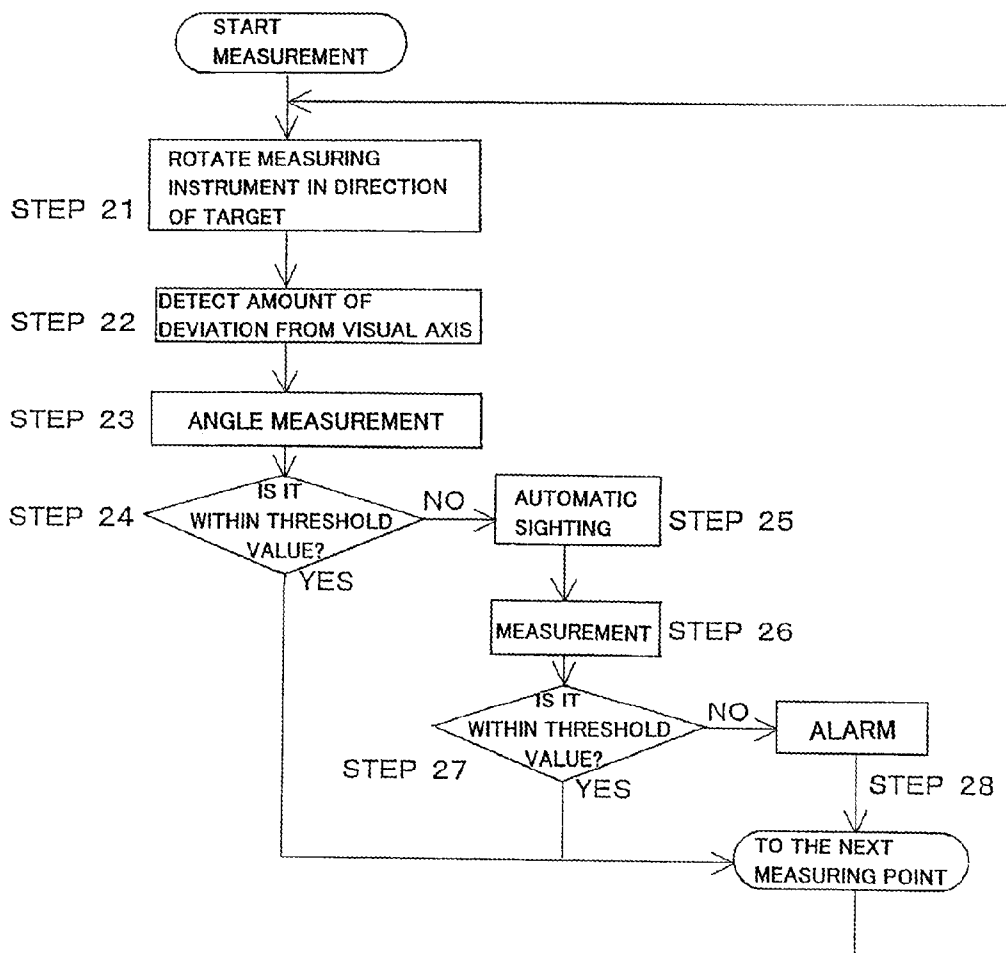 START
MEASUREMENT
ROTATE MEASURING
INSTRUMENT IN DIRECTION
OF TARGET
STEP 21
DETECT AMOUNT OF
DEVIATION FROM VISUAL AXIS
STEP 22
STEP 23
ANGLE MEASUREMENT
STEP 24
IS IT
WITHIN THRESHOLD
VALUE?
NO
YES
AUTOMATIC
SIGHTING
STEP 25
MEASUREMENT
STEP 26
IS IT
WITHIN THRESHOLD
VALUE?
STEP 27
NO
YES
ALARM
STEP 28
TO THE NEXT
MEASURING POINT